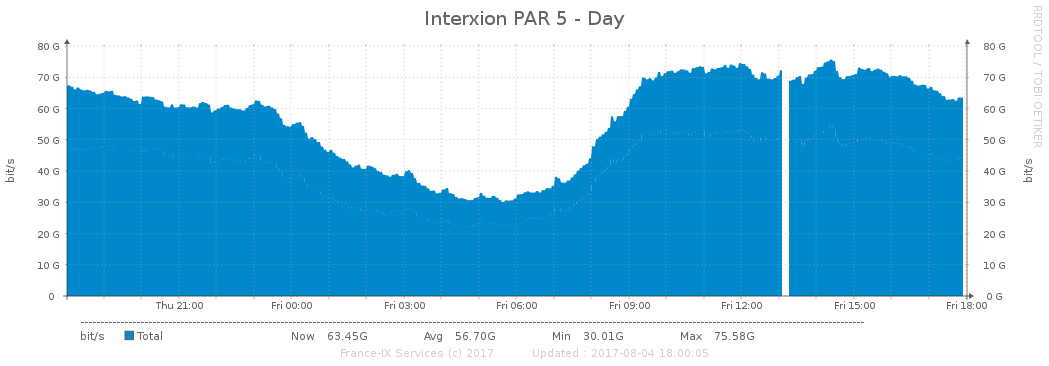 Interxion PAR 5 - Day
RRDTOOL / TOBI OETIKER
80 G 80 G
70 G 70 G
60 G 60 G
50 G 50 G
40 G 40 G
30 G 30 G
20 G 20 G
10 G 10 G
0 0 G
bit/s bit/s
Thu 21:00 Fri 00:00 Fri 03:00 Fri 06:00 Fri 09:00 Fri 12:00 Fri 15:00 Fri 18:00
bit/s Total Now 63.45G Avg 56.70G Min 30.01G Max 75.58G
France-IX Services (c) 2017 Updated : 2017-08-04 18:00:05